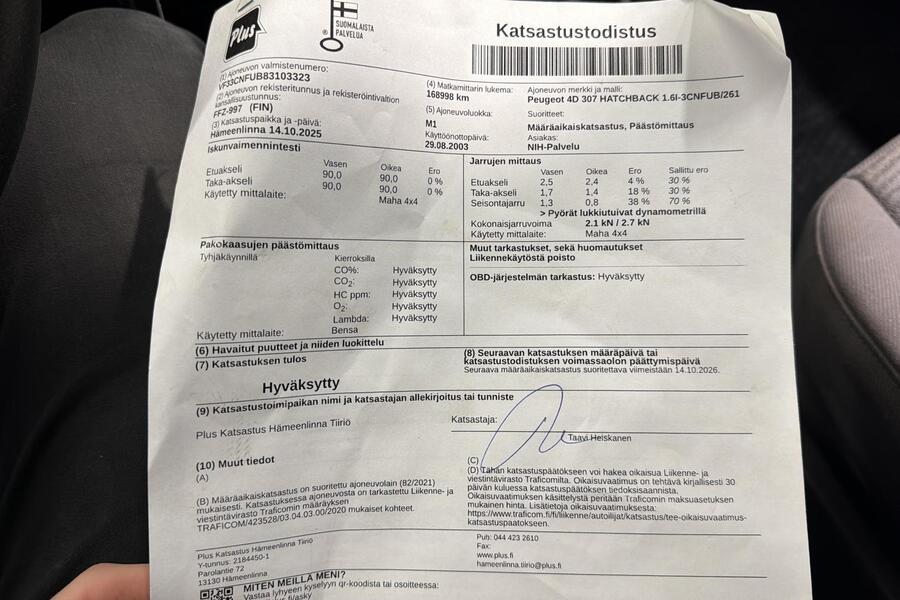 Plus
SUOMALAISTA
PALVELUA
Katsastustodistus
(1) Ajoneuvon valmistenumero:
VF33CNFUB83103323
(2) Ajoneuvon rekisteritunnus ja rekisteröintivaltion
kansallisuustunnus:
FFZ-997 (FIN)
(3) Katsastuspaikka ja -päivä:
Hämeenlinna 14.10.2025
(4) Matkamittarin lukema:
168998 km
(5) Ajoneuvoluokka:
M1
Käyttöönottopäivä:
29.08.2003
Ajoneuvon merkki ja malli:
Peugeot 4D 307 HATCHBACK 1.6I-3CNFUB/261
Suoritteet:
Määräaikaiskatsastus, Päästömittaus
Asiakas:
NIH-Palvelu
Iskunvaimennintesti
Vasen Oikea Ero
Etuakseli 90,0 90,0 0 %
Taka-akseli 90,0 90,0 0 %
Käytetty mittalaite: Maha 4x4
Jarrujen mittaus
Vasen Oikea Ero Sallittu ero
Etuakseli 2,5 2,4 4 % 30 %
Taka-akseli 1,7 1,4 18 % 30 %
Seisontajarru 1,3 0,8 38 % 70 %
> Pyörät lukkiutuivat dynamometrillä
Kokonaisjarruvoima 2.1 kN / 2.7 kN
Käytetty mittalaite: Maha 4x4
Pakokaasujen päästömittaus
Tyhjäkäynnillä Kierroksilla
CO%: Hyväksytty
CO2: Hyväksytty
HC ppm: Hyväksytty
O2: Hyväksytty
Lambda: Hyväksytty
Käytetty mittalaite: Bensa
Muut tarkastukset, sekä huomautukset
Liikennekäytöstä poisto
OBD-järjestelmän tarkastus: Hyväksytty
(6) Havaitut puutteet ja niiden luokittelu
(7) Katsastuksen tulos
Hyväksytty
(8) Seuraavan katsastuksen määräpäivä tai
katsastustodistuksen voimassaolon päättymispäivä
Seuraava määräaikaiskatsastus suoritettava viimeistään 14.10.2026.
(9) Katsastustoimipaikan nimi ja katsastajan allekirjoitus tai tunniste
Plus Katsastus Hämeenlinna Tiiriö
Katsastaja:
Taavi Heiskanen
(10) Muut tiedot
(A)
(B) Määräaikaiskatsastus on suoritettu ajoneuvolain (82/2021)
mukaisesti. Katsastuksessa ajoneuvosta on tarkastettu Liikenne- ja
viestintävirasto Traficomin määräyksen
TRAFICOM/423528/03.04.03.00/2020 mukaiset kohteet.
(C)
(D) Tähän katsastuspäätökseen voi hakea oikaisua Liikenne- ja
viestintävirasto Traficomilta. Oikaisuvaatimus on tehtävä kirjallisesti 30
päivän kuluessa katsastuspäätöksen tiedoksisaannista.
Oikaisuvaatimuksen käsittelystä peritään Traficomin maksuasetuksen
mukainen hinta. Lisätietoja oikaisuvaatimuksesta:
https://www.traficom.fi/fi/liikenne/autoilijat/katsastus/tee-oikaisuvaatimus-
katsastuspaatokseen.
Plus Katsastus Hämeenlinna Tiiriö
Y-tunnus: 2184450-1
Parolantie 72
13130 Hämeenlinna
Puh: 044 423 2610
Fax:
www.plus.fi
hameenlinna.tiirio@plus.fi
MITEN MEILLÄ MENI?
Vastaa lyhyeen kyselyyn qr-koodista tai osoitteessa: